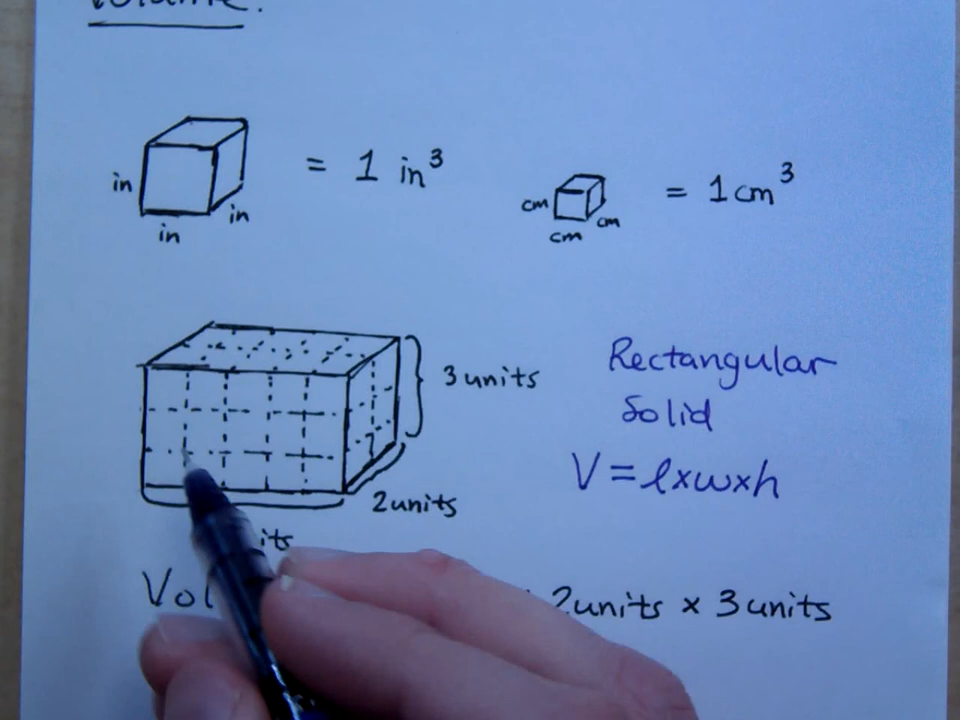 Volume:
in
in
in
= 1 in³
cm
cm
cm
= 1 cm³
3 units
2 units
Rectangular
Solid
V = l x w x h
2 units × 3 units